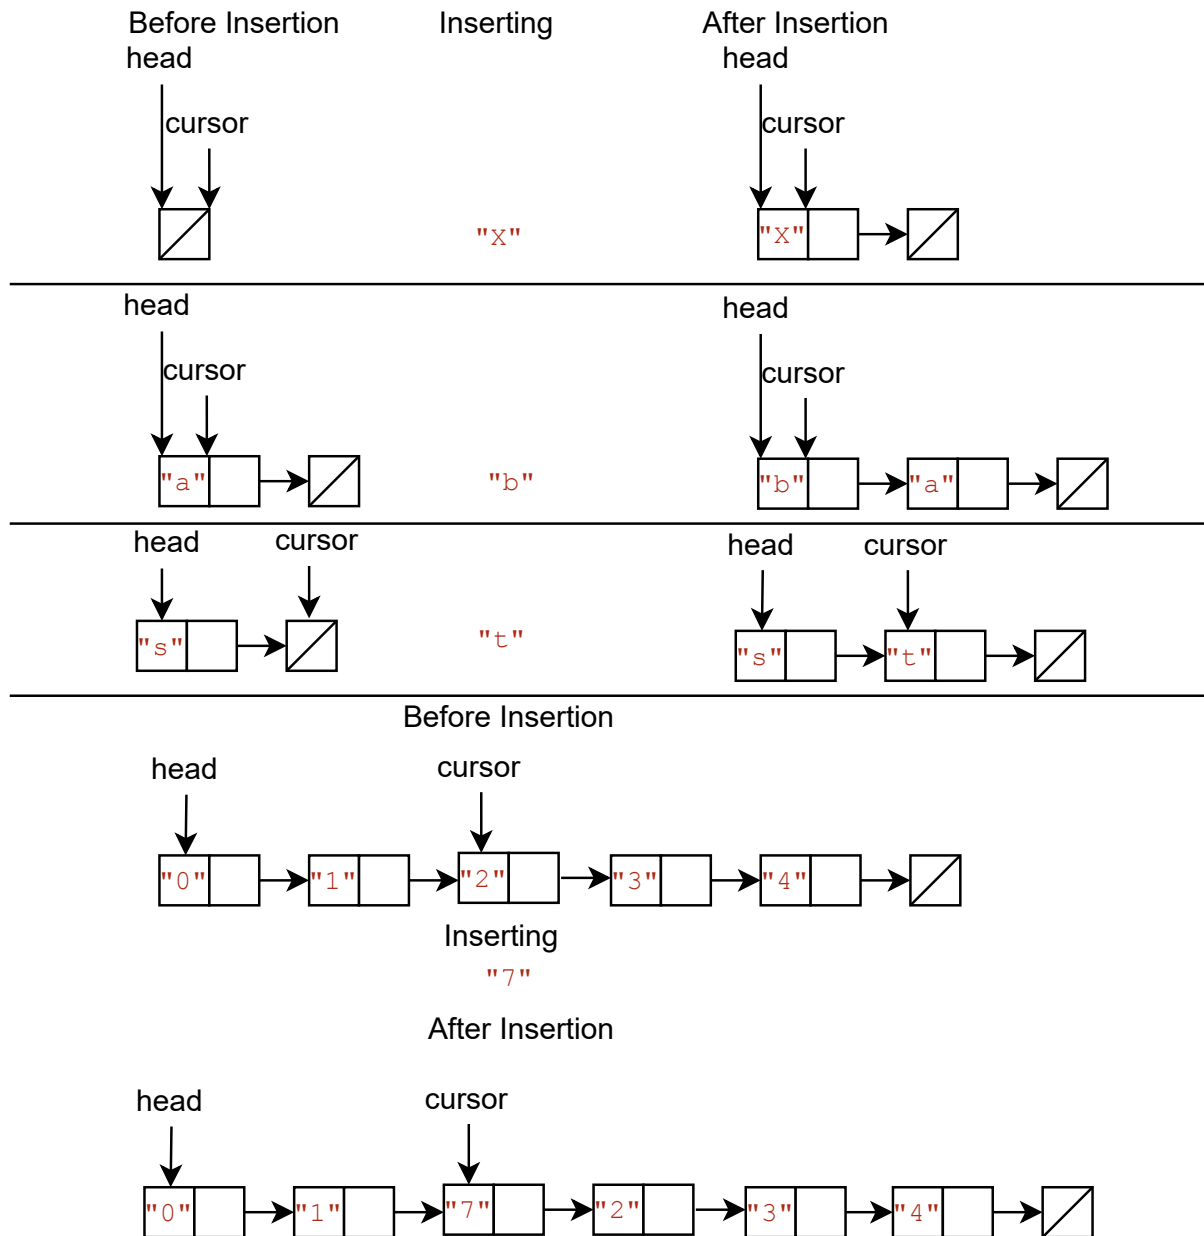 Before Insertion Inserting After Insertion
head head
cursor cursor
"X" "X"
head head
cursor cursor
"a" "b" "b" "a"
head cursor head cursor
"s" "t" "s" "t"
Before Insertion
head cursor
"0" "1" "2" "3" "4"
Inserting
"7"
After Insertion
head cursor
"0" "1" "7" "2" "3" "4"